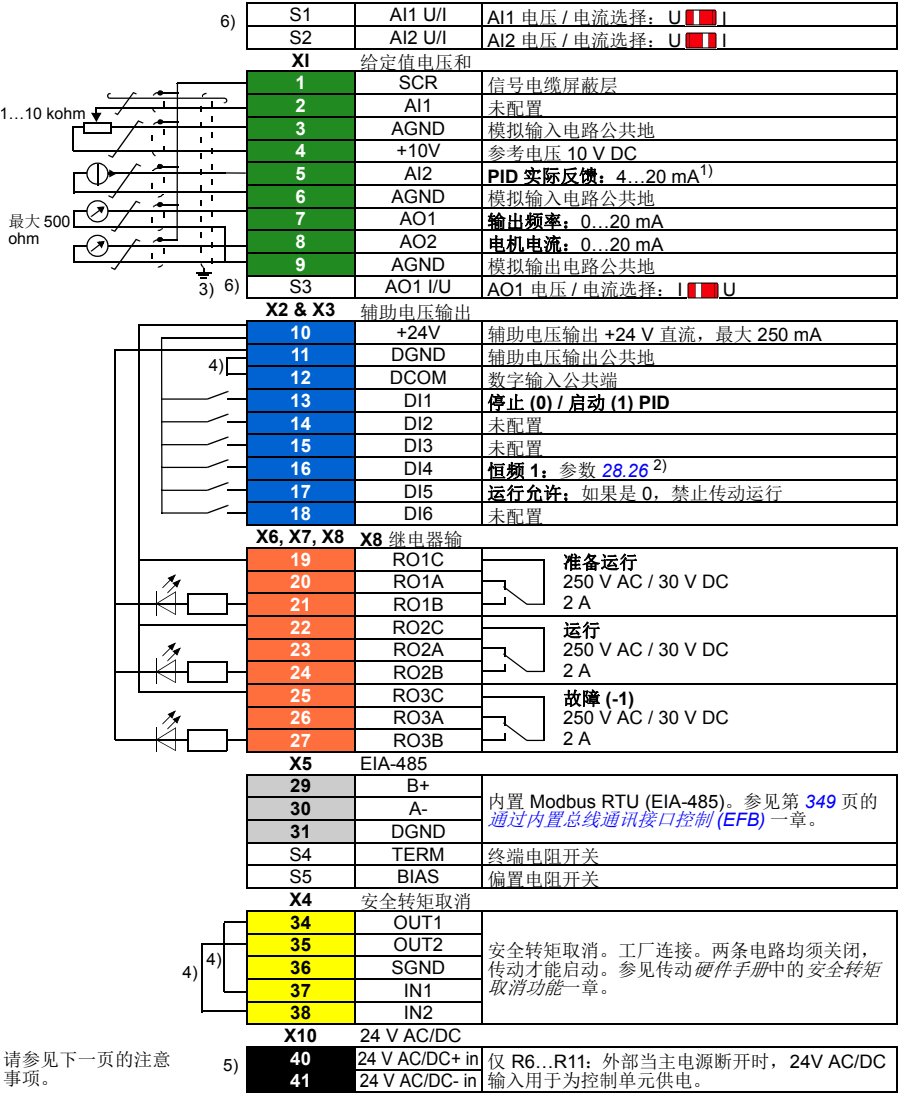 6) S1 AI1 U/I AI1 电压 / 电流选择： U I
S2 AI2 U/I AI2 电压 / 电流选择： U I
XI 给定值电压和
1 SCR 信号电缆屏蔽层
1…10 kohm 2 AI1 未配置
3 AGND 模拟输入电路公共地
4 +10V 参考电压 10 V DC
5 AI2 PID 实际反馈：4…20 mA1)
6 AGND 模拟输入电路公共地
最大 500
ohm
7 AO1 输出频率：0…20 mA
8 AO2 电机电流：0…20 mA
9 AGND 模拟输出电路公共地
3) 6) S3 AO1 I/U AO1 电压 / 电流选择： I U
X2 & X3 辅助电压输出
10 +24V 辅助电压输出 +24 V 直流，最大 250 mA
11 DGND 辅助电压输出公共地
4) 12 DCOM 数字输入公共端
13 DI1 停止 (0) / 启动 (1) PID
14 DI2 未配置
15 DI3 未配置
16 DI4 恒频 1：参数 28.26 2)
17 DI5 运行允许：如果是 0，禁止传动运行
18 DI6 未配置
X6, X7, X8 X8 继电器输
19 RO1C 准备运行
20 RO1A 250 V AC / 30 V DC
21 RO1B 2 A
22 RO2C 运行
23 RO2A 250 V AC / 30 V DC
24 RO2B 2 A
25 RO3C 故障 (-1)
26 RO3A 250 V AC / 30 V DC
27 RO3B 2 A
X5 EIA-485
29 B+
30 A-
31 DGND
内置 Modbus RTU (EIA-485)。参见第 349 页的
通过内置总线通讯接口控制 (EFB) 一章。
S4 TERM 终端电阻开关
S5 BIAS 偏置电阻开关
X4 安全转矩取消
34 OUT1
35 OUT2
4) 4) 36 SGND
37 IN1
38 IN2
安全转矩取消。工厂连接。两条电路均须关闭，
传动才能启动。参见传动硬件手册中的安全转矩
取消功能一章。
X10 24 V AC/DC
请参见下一页的注意
事项。
5) 40 24 V AC/DC+ in 仅 R6…R11：外部当主电源断开时，24V AC/DC
41 24 V AC/DC- in 输入用于为控制单元供电。